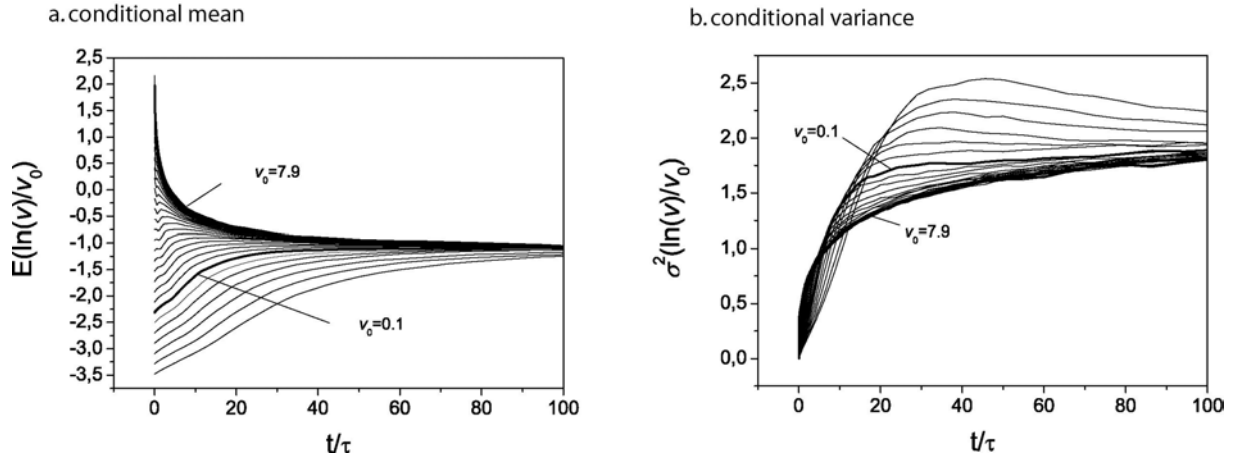 a. conditional mean
2,5
2,0
1,5
1,0
0,5
0,0
-0,5
-1,0
-1,5
-2,0
-2,5
-3,0
-3,5
E(ln(v)/v₀)
v₀=7.9
v₀=0.1
0 20 40 60 80 100
t/τ
b. conditional variance
2,5
2,0
1,5
1,0
0,5
0,0
σ²(ln(v)/v₀)
v₀=0.1
v₀=7.9
0 20 40 60 80 100
t/τ